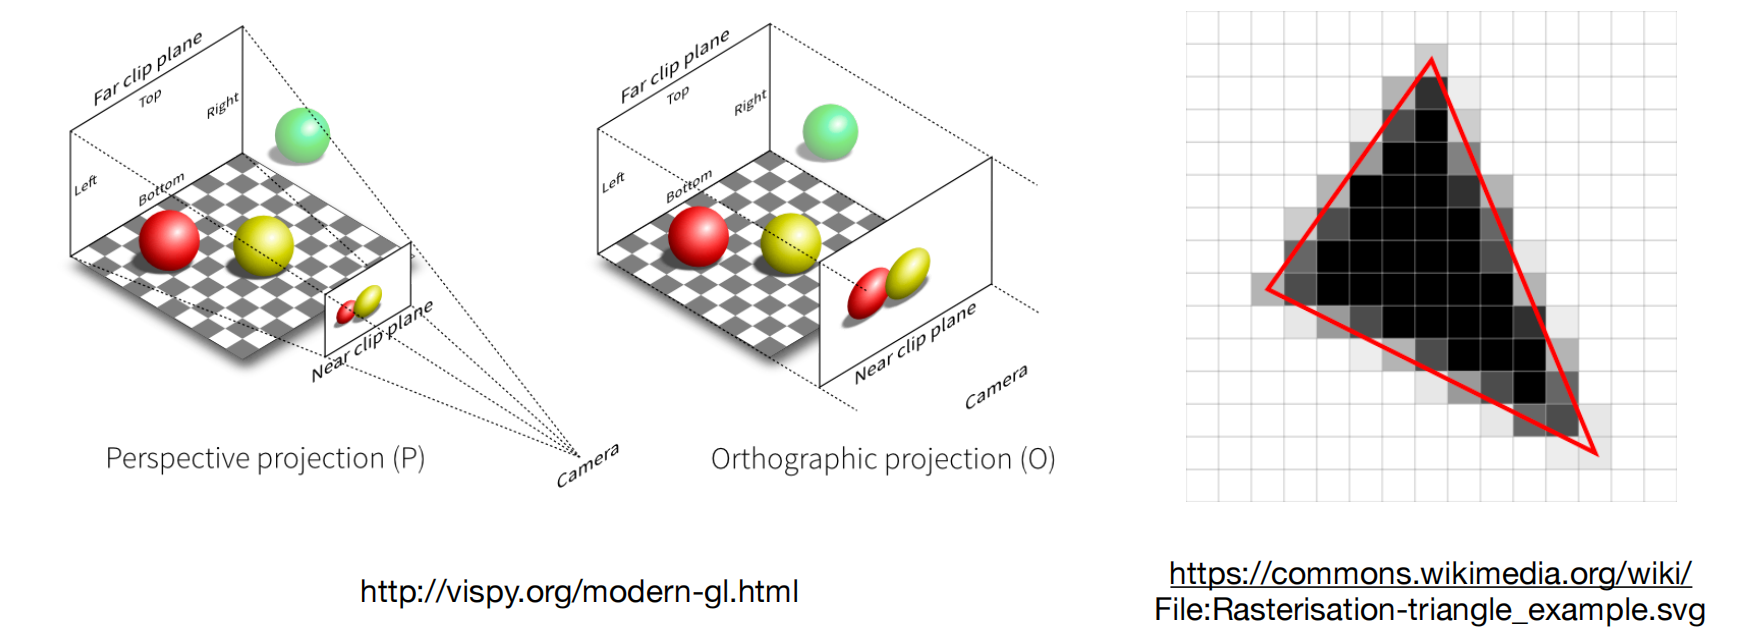 Far clip plane
Top
Right
Left
Bottom
Near clip plane
Camera
Perspective projection (P)
Far clip plane
Top
Right
Left
Bottom
Near clip plane
Camera
Orthographic projection (O)
http://vispy.org/modern-gl.html
https://commons.wikimedia.org/wiki/
File:Rasterisation-triangle_example.svg